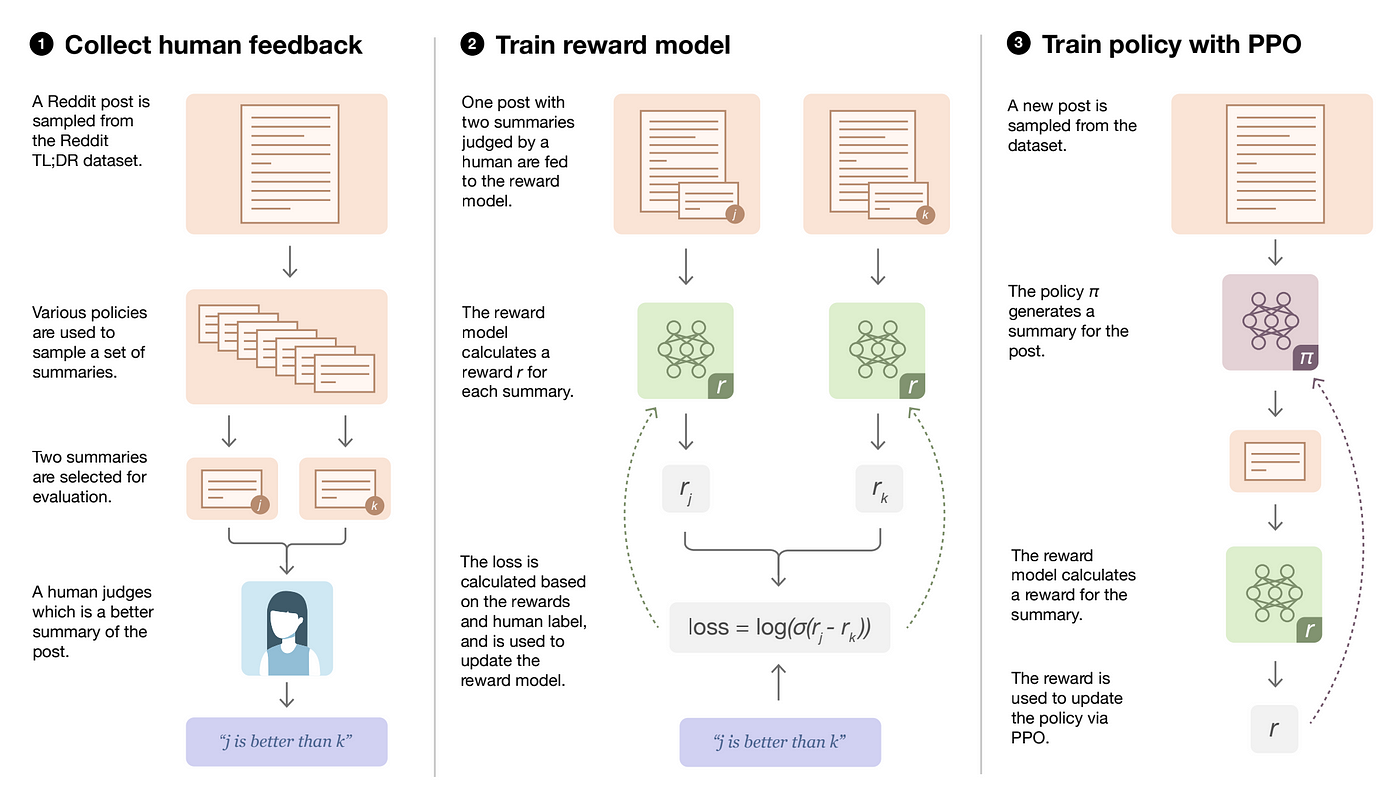 1 Collect human feedback
A Reddit post is
sampled from
the Reddit
TL;DR dataset.
Various policies
are used to
sample a set of
summaries.
Two summaries
are selected for
evaluation.
j
k
A human judges
which is a better
summary of the
post.
“j is better than k”
2 Train reward model
One post with
two summaries
judged by a
human are fed
to the reward
model.
j
k
The reward
model
calculates a
reward r for
each summary.
r
r
rj
rk
The loss is
calculated based
on the rewards
and human label,
and is used to
update the
reward model.
loss = log(σ(rj - rk))
“j is better than k”
3 Train policy with PPO
A new post is
sampled from the
dataset.
The policy π
generates a
summary for the
post.
π
The reward
model calculates
a reward for the
summary.
r
The reward is
used to update
the policy via
PPO.
r